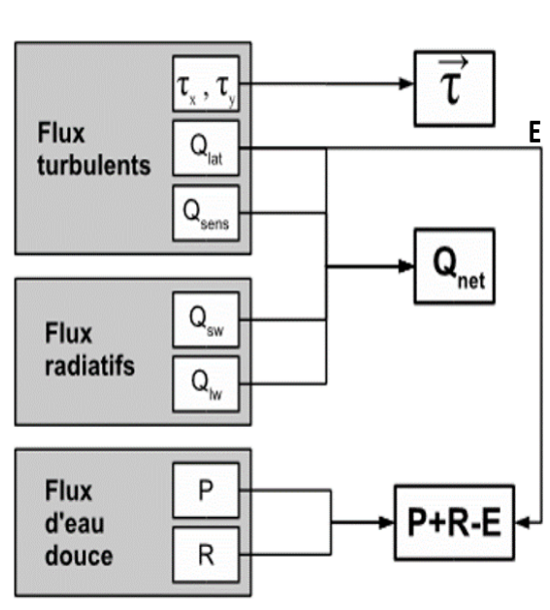 τx , τy
→τ
Flux
turbulents
Qlat
E
Qsens
Qnet
Flux
radiatifs
Qsw
Qlw
Flux
d'eau
douce
P
R
P+R-E